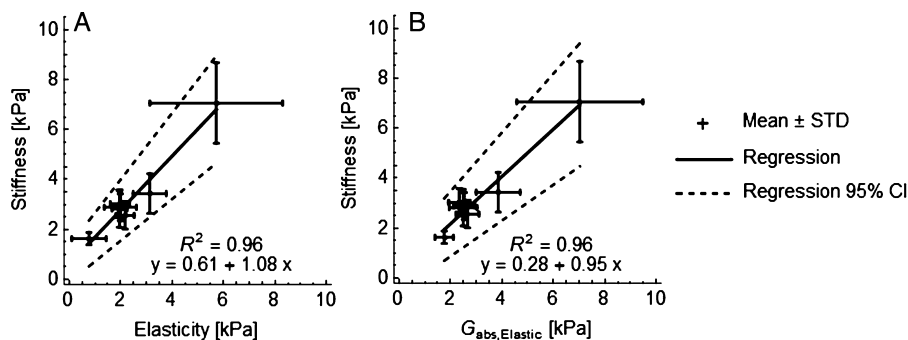 A
Stiffness [kPa]
10
8
6
4
2
0
R² = 0.96
y = 0.61 + 1.08 x
0 2 4 6 8 10
Elasticity [kPa]
B
Stiffness [kPa]
10
8
6
4
2
0
R² = 0.96
y = 0.28 + 0.95 x
0 2 4 6 8 10
Gabs,Elastic [kPa]
Mean ± STD
Regression
Regression 95% CI